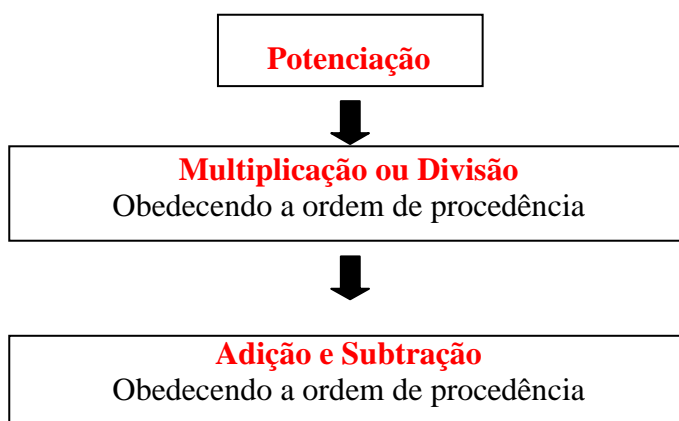 Potenciação
Multiplicação ou Divisão
Obedecendo a ordem de procedência
Adição e Subtração
Obedecendo a ordem de procedência